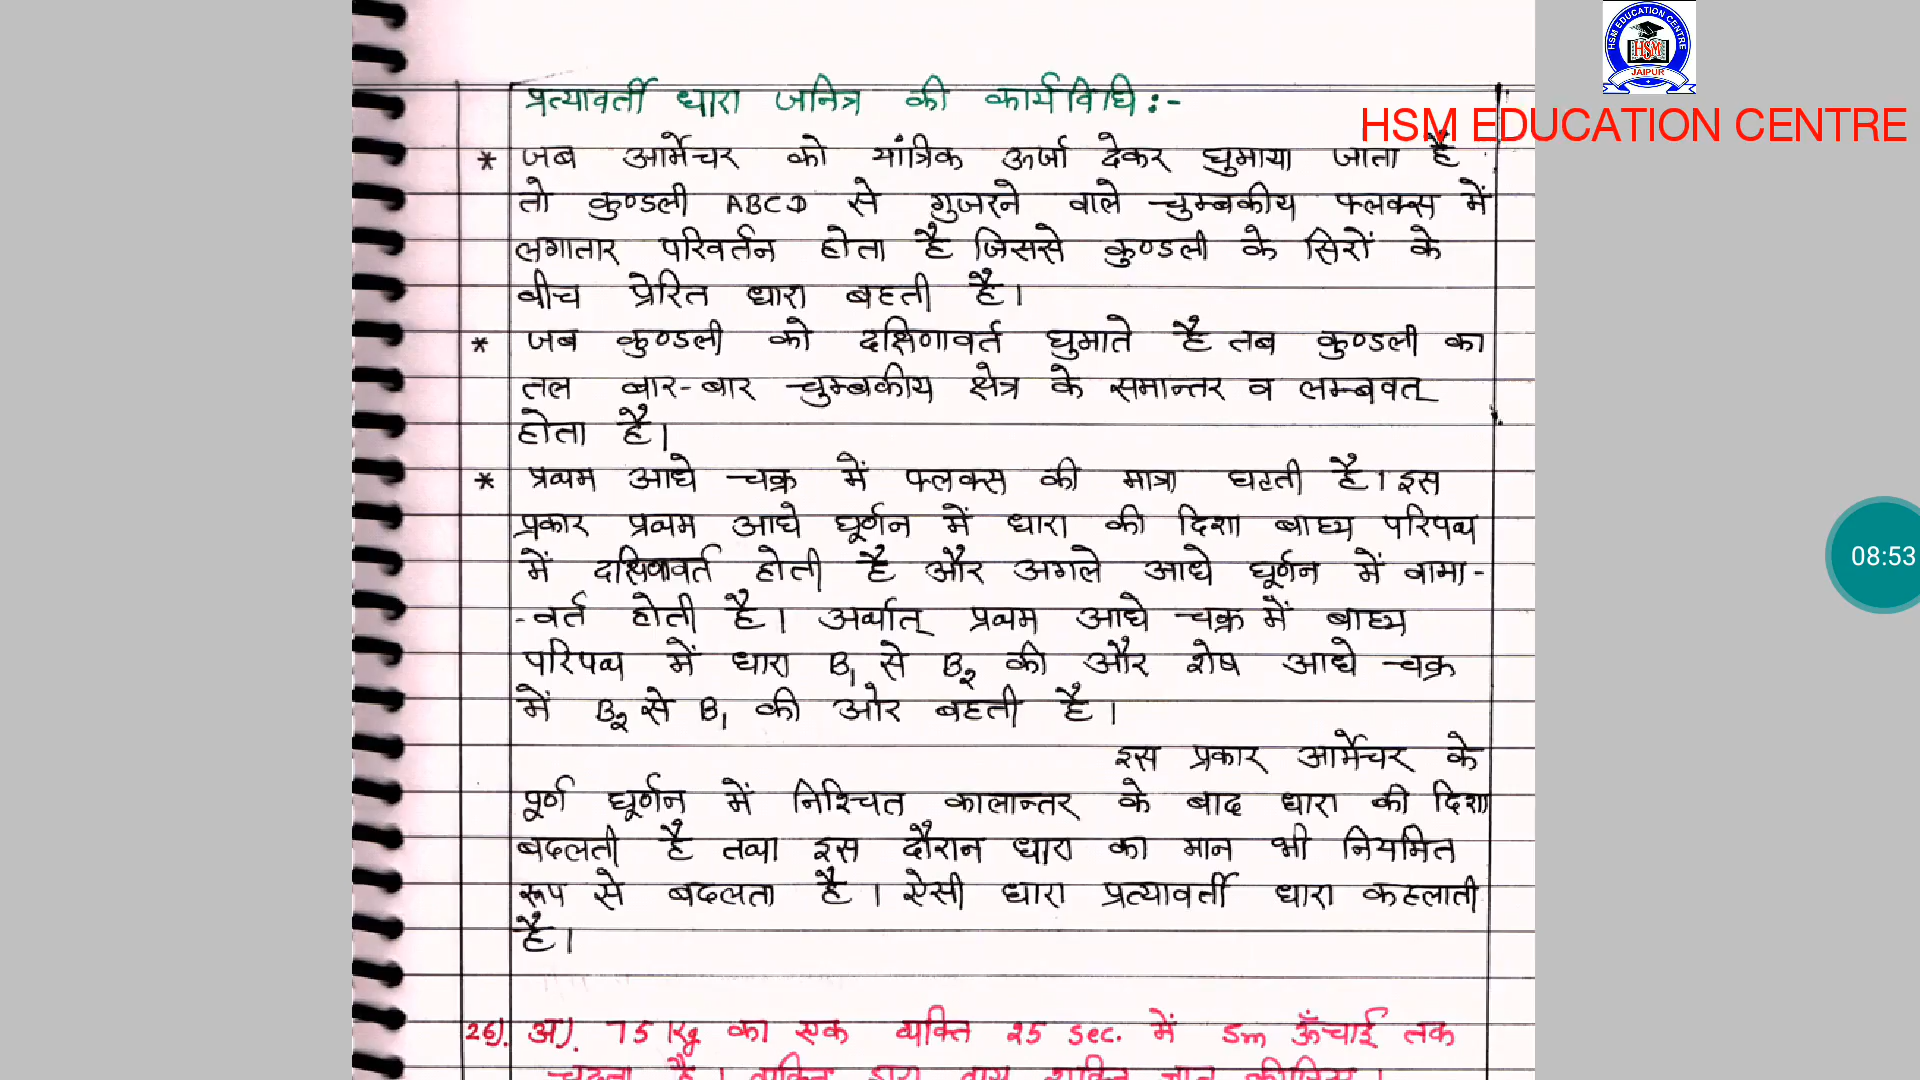 HSM EDUCATION CENTRE
JAIPUR
HSM EDUCATION CENTRE
प्रत्यावर्ती धारा जनित्र की कार्यविधि :-
* जब आर्मेचर को यांत्रिक ऊर्जा देकर घुमाया जाता है
तो कुण्डली ABCD से गुजरने वाले चुम्बकीय फ्लक्स में
लगातार परिवर्तन होता है जिससे कुण्डली के सिरों के
बीच प्रेरित धारा बहती है।
* जब कुण्डली को दक्षिणावर्त घुमाते है तब कुण्डली का
तल बार-बार चुम्बकीय क्षेत्र के समान्तर व लम्बवत्
होता है।
* प्रथम आधे चक्र में फ्लक्स की मात्रा घटती है। इस
प्रकार प्रथम आधे घूर्णन में धारा की दिशा बाह्य परिपथ
में दक्षिणावर्त होती है और अगले आधे घूर्णन में वामा-
-वर्त होती है। अर्थात् प्रथम आधे चक्र में बाह्य
परिपथ में धारा B₁ से B₂ की और शेष आधे चक्र
में B₂ से B₁ की ओर बहती है।
08:53
इस प्रकार आर्मेचर के
पूर्ण घूर्णन में निश्चित कालान्तर के बाद धारा की दिशा
बदलती है तथा इस दौरान धारा का मान भी नियमित
रूप से बदलता है। ऐसी धारा प्रत्यावर्ती धारा कहलाती
है।
26). अ). 75 Kg का एक व्यक्ति 25 Sec. में 5m ऊँचाई तक